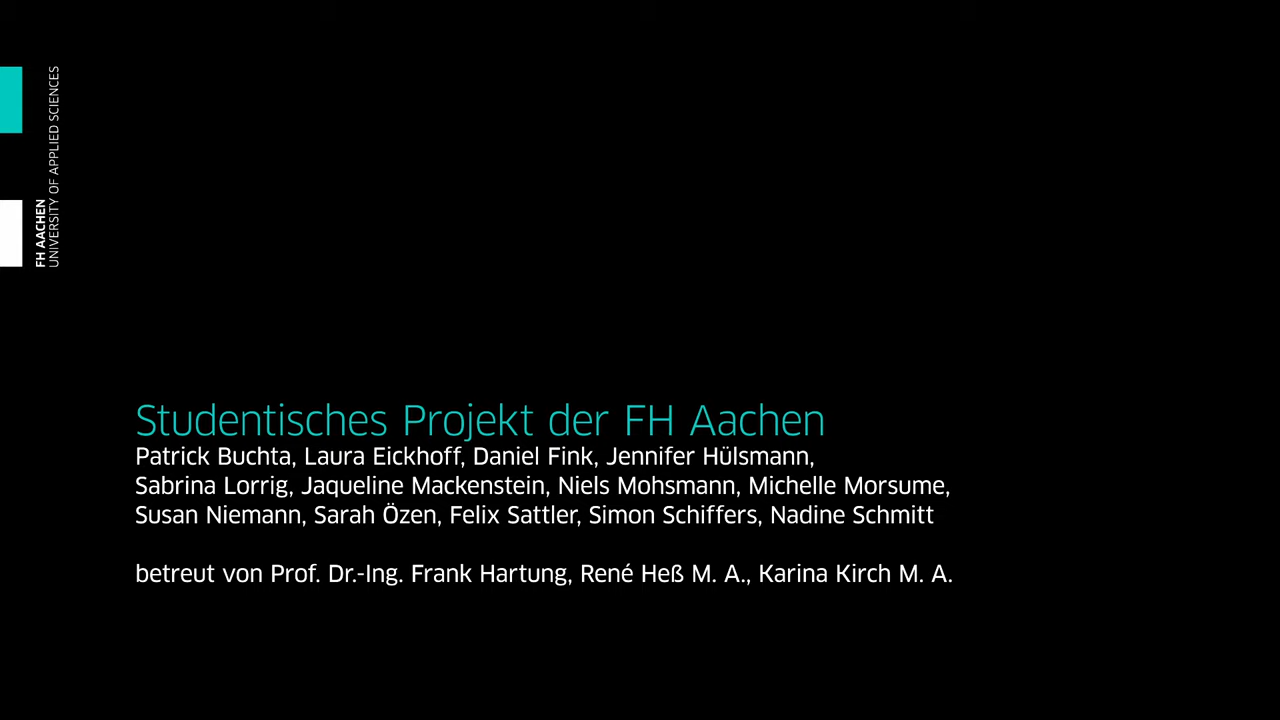 FH AACHEN
UNIVERSITY OF APPLIED SCIENCES
Studentisches Projekt der FH Aachen
Patrick Buchta, Laura Eickhoff, Daniel Fink, Jennifer Hülsmann,
Sabrina Lorrig, Jaqueline Mackenstein, Niels Mohsmann, Michelle Morsume,
Susan Niemann, Sarah Özen, Felix Sattler, Simon Schiffers, Nadine Schmitt
betreut von Prof. Dr.-Ing. Frank Hartung, René Heß M. A., Karina Kirch M. A.